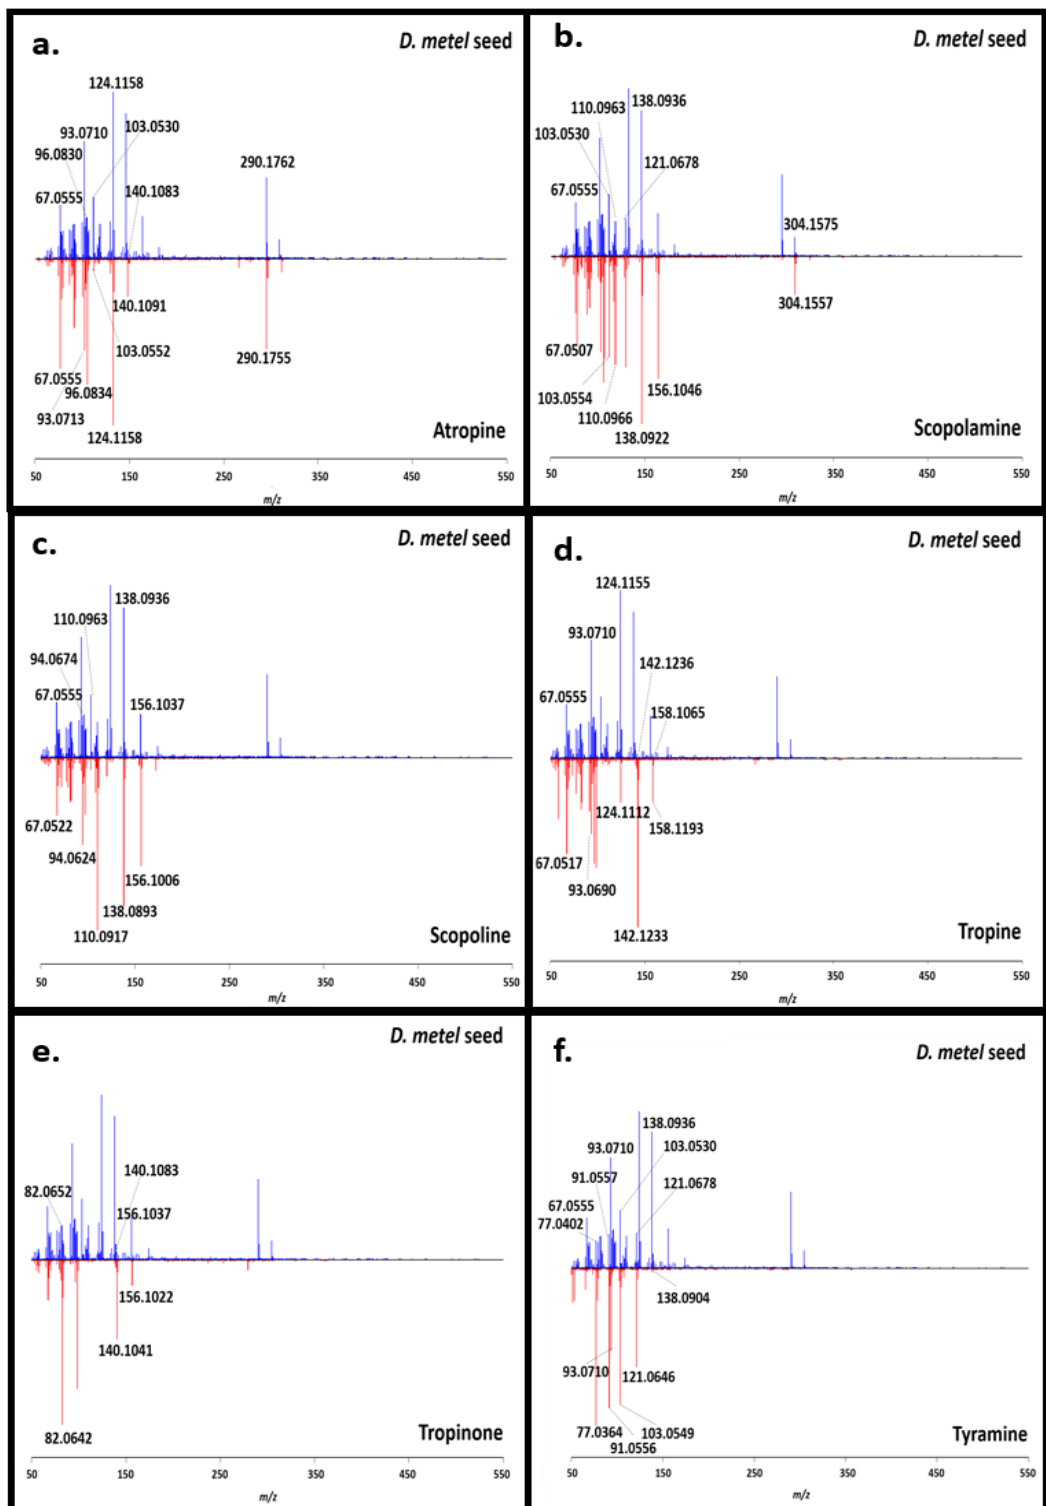 a.
D. metel seed
124.1158
93.0710
103.0530
96.0830
290.1762
67.0555
140.1083
140.1091
103.0552
290.1755
67.0555
96.0834
93.0713
124.1158
Atropine
50 150 250 350 450 550
m/z
b.
D. metel seed
110.0963
138.0936
103.0530
121.0678
67.0555
304.1575
304.1557
67.0507
156.1046
103.0554
110.0966
138.0922
Scopolamine
50 150 250 350 450 550
m/z
c.
D. metel seed
138.0936
110.0963
94.0674
67.0555
156.1037
67.0522
94.0624
156.1006
138.0893
110.0917
Scopoline
50 150 250 350 450 550
m/z
d.
D. metel seed
124.1155
93.0710
142.1236
67.0555
158.1065
124.1112
158.1193
67.0517
93.0690
142.1233
Tropine
50 150 250 350 450 550
m/z
e.
D. metel seed
140.1083
82.0652
156.1037
156.1022
140.1041
82.0642
Tropinone
50 150 250 350 450 550
m/z
f.
D. metel seed
138.0936
93.0710
103.0530
91.0557
121.0678
67.0555
77.0402
138.0904
93.0710
121.0646
77.0364
103.0549
91.0556
Tyramine
50 150 250 350 450 550
m/z